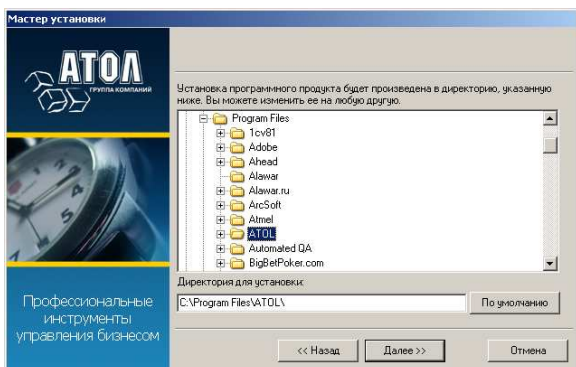 Мастер установки
АТОЛ
ГРУППА КОМПАНИЙ
Установка программного продукта будет произведена в директорию, указанную
ниже. Вы можете изменить ее на любую другую.
Program Files
1cv81
Adobe
Ahead
Alawar
Alawar.ru
ArcSoft
Atmel
ATOL
Automated QA
BigBetPoker.com
Директория для установки:
C:\Program Files\ATOL\
По умолчанию
Профессиональные
инструменты
управления бизнесом
<< Назад
Далее >>
Отмена